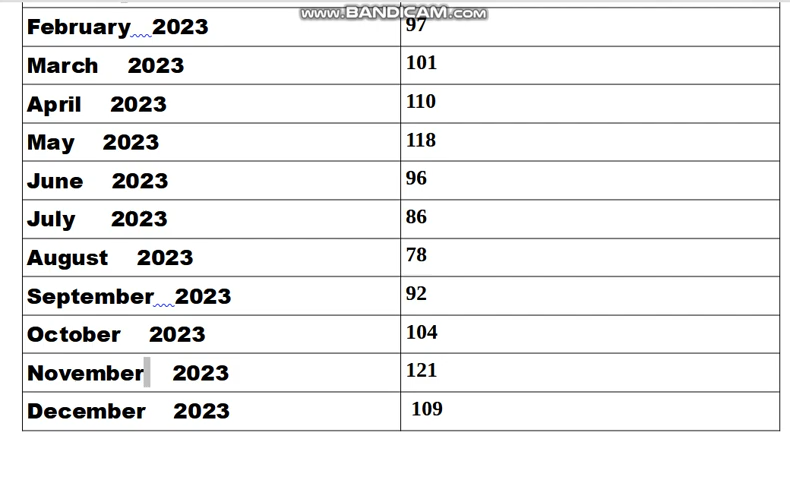 www.BANDICAM.com
February 2023 97
March 2023 101
April 2023 110
May 2023 118
June 2023 96
July 2023 86
August 2023 78
September 2023 92
October 2023 104
November 2023 121
December 2023 109